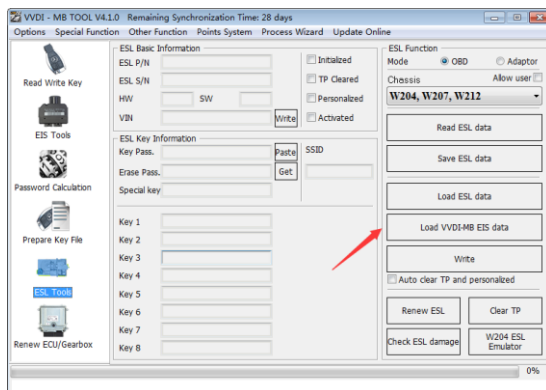 VVDI - MB TOOL V4.1.0 Remaining Synchronization Time: 28 days
Options Special Function Other Function Points System Process Wizard Update Online
Read Write Key
EIS Tools
Password Calculation
Prepare Key File
ESL Tools
Renew ECU/Gearbox
ESL Basic Information
ESL P/N
ESL S/N
HW SW
VIN Write
Initialized
TP Cleared
Personalized
Activated
ESL Key Information
Key Pass. Paste SSID
Erase Pass. Get
Special key
Key 1
Key 2
Key 3
Key 4
Key 5
Key 6
Key 7
Key 8
ESL Function
Mode OBD Adaptor
Chassis Allow user
W204, W207, W212
Read ESL data
Save ESL data
Load ESL data
Load VVDI-MB EIS data
Write
Auto clear TP and personalized
Renew ESL Clear TP
Check ESL damage W204 ESL
Emulator
0%